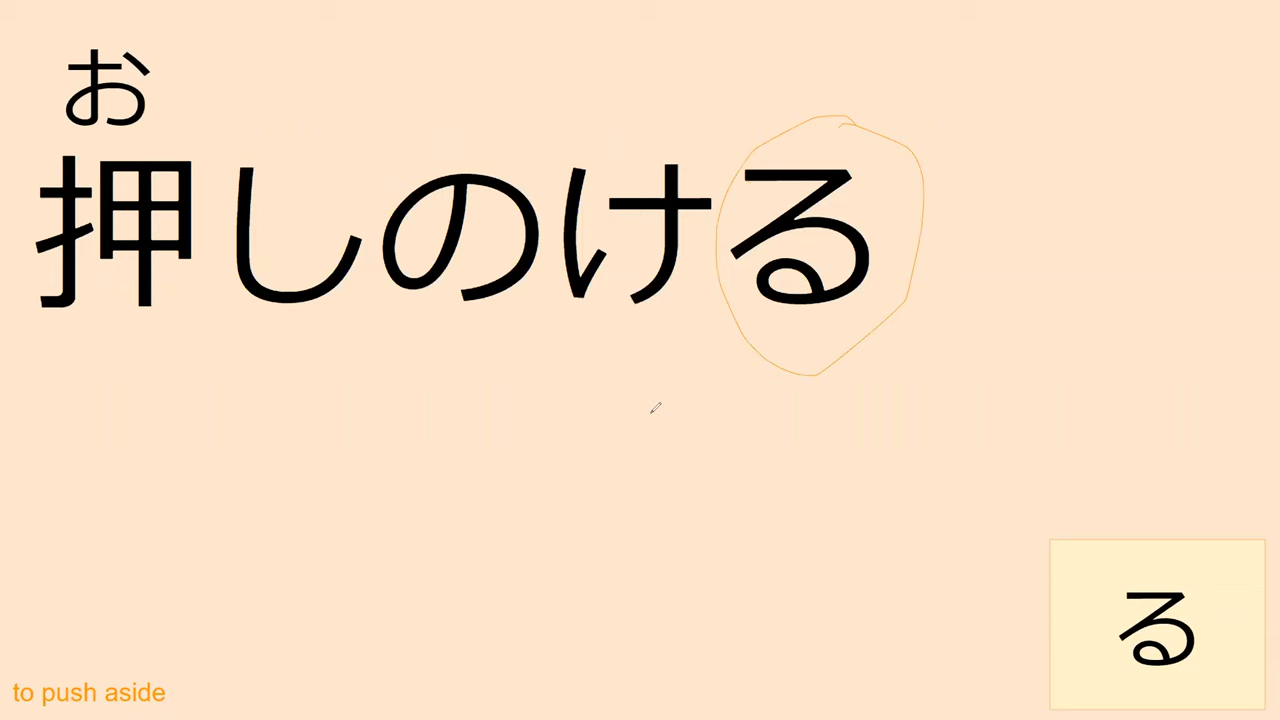 お
押しのける
る
to push aside